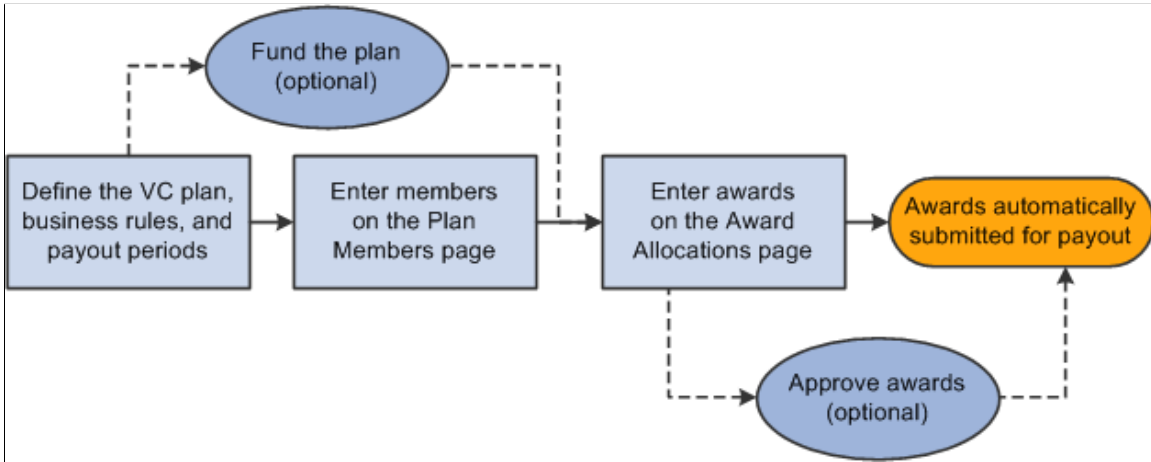 Fund the plan
(optional)
Define the VC plan,
business rules, and
payout periods
Enter members
on the Plan
Members page
Enter awards
on the Award
Allocations page
Awards automatically
submitted for payout
Approve awards
(optional)